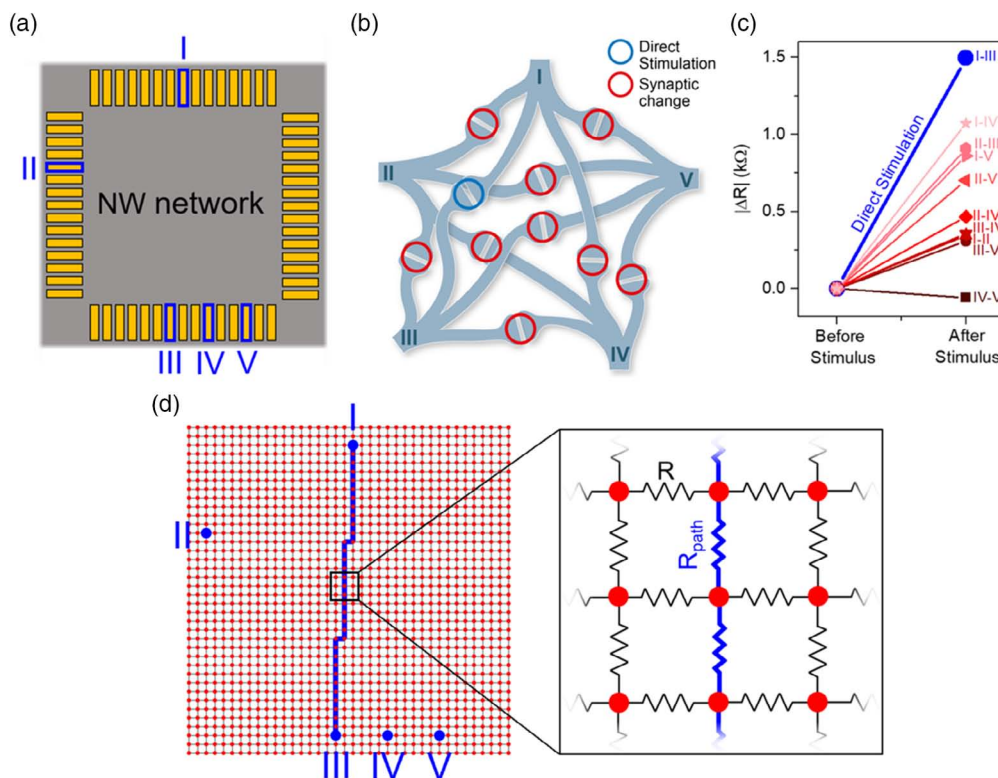 (a)
I
II
NW network
III IV V
(b)
Direct
Stimulation
Synaptic
change
I
II
V
III
IV
(c)
|ΔR| (kΩ)
1.5
1.0
0.5
0.0
Direct Stimulation
I-III
I-IV
II-III
I-V
II-V
II-IV
III-IV
I-II
III-V
IV-V
Before
Stimulus
After
Stimulus
(d)
I
II
III IV V
R
Rpath